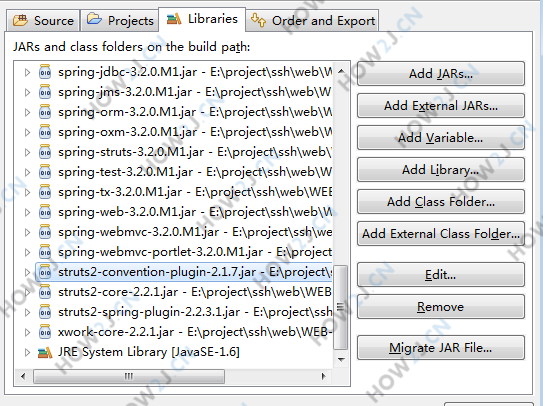 Source Projects Libraries Order and Export
JARs and class folders on the build path:
spring-jdbc-3.2.0.M1.jar - E:\project\ssh\web\WEB
spring-jms-3.2.0.M1.jar - E:\project\ssh\web\WEB-
spring-orm-3.2.0.M1.jar - E:\project\ssh\web\WEB
spring-oxm-3.2.0.M1.jar - E:\project\ssh\web\WEB
spring-struts-3.2.0.M1.jar - E:\project\ssh\web\W
spring-test-3.2.0.M1.jar - E:\project\ssh\web\WEB
spring-tx-3.2.0.M1.jar - E:\project\ssh\web\WEB-
spring-web-3.2.0.M1.jar - E:\project\ssh\web\WE
spring-webmvc-3.2.0.M1.jar - E:\project\ssh\web
spring-webmvc-portlet-3.2.0.M1.jar - E:\project\s
struts2-convention-plugin-2.1.7.jar - E:\project\
struts2-core-2.2.1.jar - E:\project\ssh\web\WEB-
struts2-spring-plugin-2.2.3.1.jar - E:\project\ssh
xwork-core-2.2.1.jar - E:\project\ssh\web\WEB-
JRE System Library [JavaSE-1.6]
Add JARs...
Add External JARs...
Add Variable...
Add Library...
Add Class Folder...
Add External Class Folder...
Edit...
Remove
Migrate JAR File...
HOW2J.CN